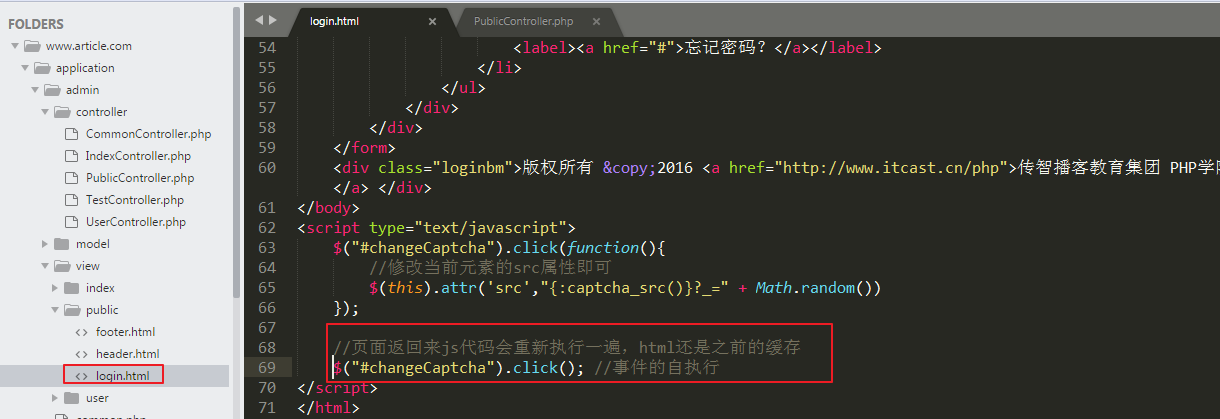 FOLDERS
www.article.com
application
admin
controller
CommonController.php
IndexController.php
PublicController.php
TestController.php
UserController.php
model
view
index
public
footer.html
header.html
login.html
user
common.php
login.html ×
PublicController.php ×
54 <label><a href="#">忘记密码? </a></label>
55 </li>
56 </ul>
57 </div>
58 </div>
59 </form>
60 <div class="loginbm">版权所有 &copy;2016 <a href="http://www.itcast.cn/php">传智播客教育集团 PHP学
</a> </div>
61 </body>
62 <script type="text/javascript">
63 $("#changeCaptcha").click(function(){
64 //修改当前元素的src属性即可
65 $(this).attr('src',"{:captcha_src()}?_=" + Math.random())
66 });
67
68 //页面返回来js代码会重新执行一遍，html还是之前的缓存
69 $("#changeCaptcha").click(); //事件的自执行
70 </script>
71 </html>